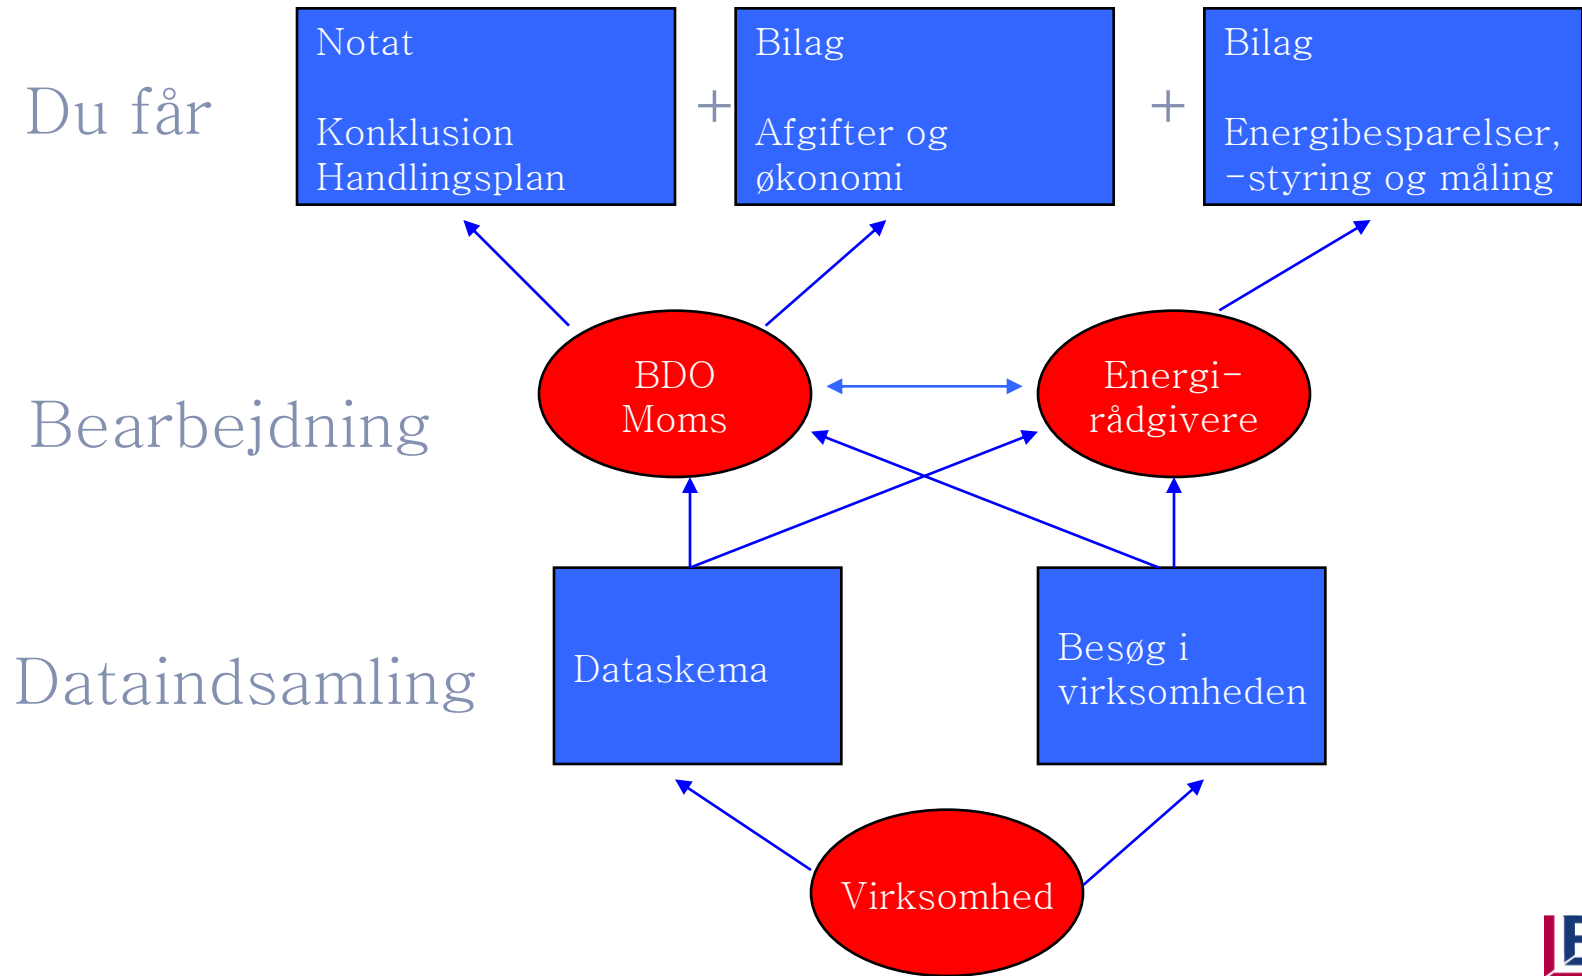 Du får
Notat
Konklusion
Handlingsplan
+
Bilag
Afgifter og
økonomi
+
Bilag
Energibesparelser,
-styring og måling
Bearbejdning
BDO
Moms
Energi-
rådgivere
Dataindsamling
Dataskema
Besøg i
virksomheden
Virksomhed